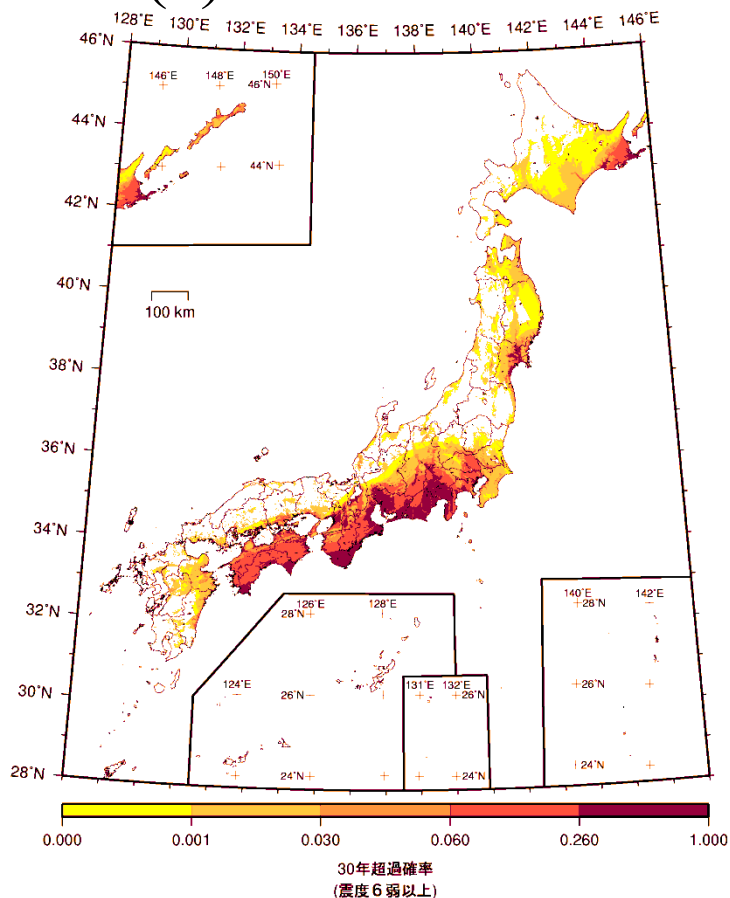 128°E 130°E 132°E 134°E 136°E 138°E 140°E 142°E 144°E 146°E
46°N
146°E 148°E 150°E
46°N
44°N
44°N
42°N
40°N
100 km
38°N
36°N
34°N
32°N
126°E 128°E
28°N
140°E 142°E
28°N
30°N
124°E
26°N
131°E 132°E
26°N
26°N
28°N
24°N
24°N
24°N
0.000 0.001 0.030 0.060 0.260 1.000
30年超過確率
(震度6弱以上)